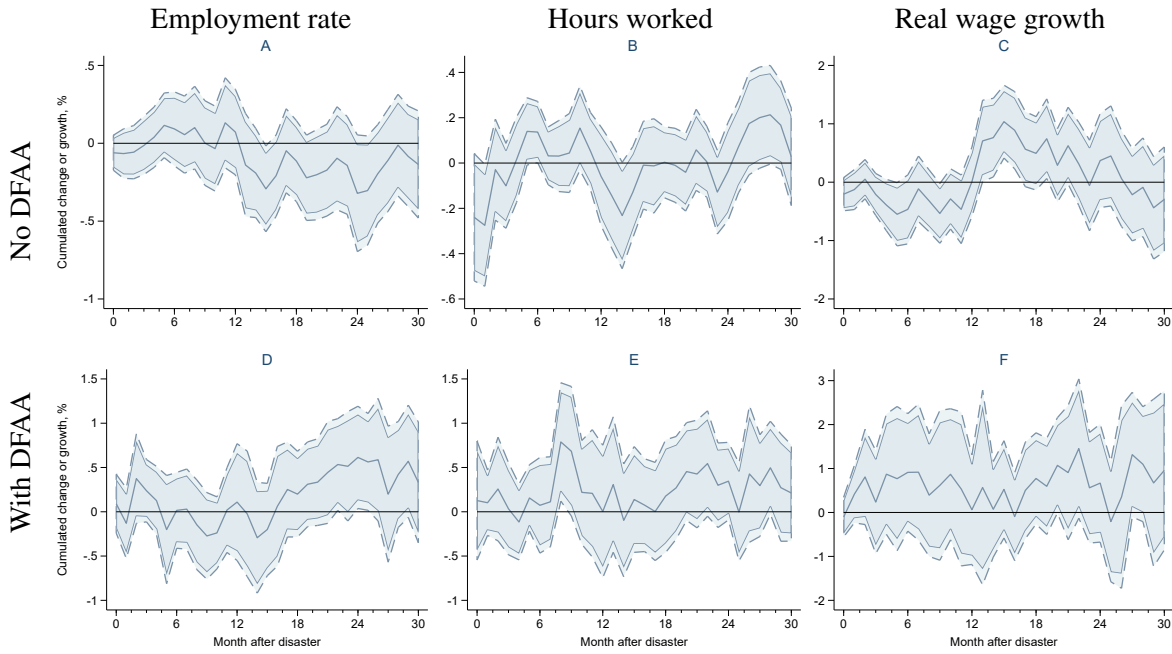 Employment rate
Hours worked
Real wage growth
No DFAA
A
Cumulated change or growth, %
.5
0
-.5
-1
0 6 12 18 24 30
B
.4
.2
0
-.2
-.4
-.6
0 6 12 18 24 30
C
2
1
0
-1
-2
0 6 12 18 24 30
With DFAA
D
Cumulated change or growth, %
1.5
1
.5
0
-.5
-1
0 6 12 18 24 30
Month after disaster
E
1.5
1
.5
0
-.5
-1
0 6 12 18 24 30
Month after disaster
F
3
2
1
0
-1
-2
0 6 12 18 24 30
Month after disaster